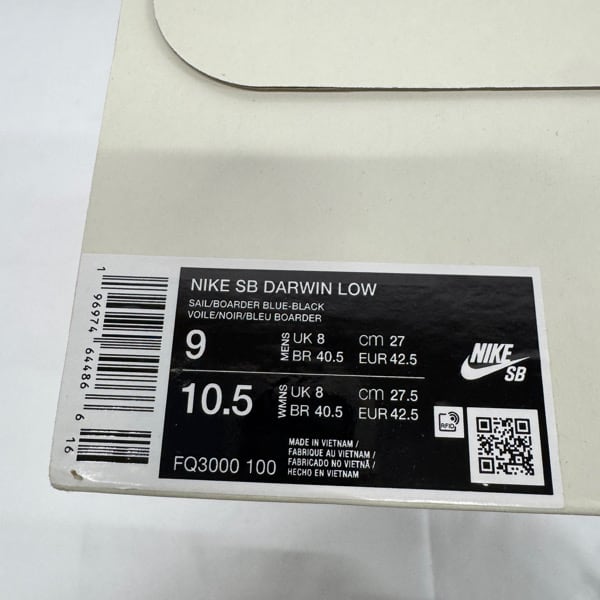 1 96974 64486 6 16
NIKE SB DARWIN LOW
SAIL/BOARDER BLUE-BLACK
VOILE/NOIR/BLEU BOARDER
9 MENS UK 8 cm 27
BR 40.5 EUR 42.5
10.5 WMNS UK 8 cm 27.5
BR 40.5 EUR 42.5
NIKE
SB
RFID
FQ3000 100
MADE IN VIETNAM /
FABRIQUE AU VIETNAM /
FABRICADO NO VIETNÃ /
HECHO EN VIETNAM